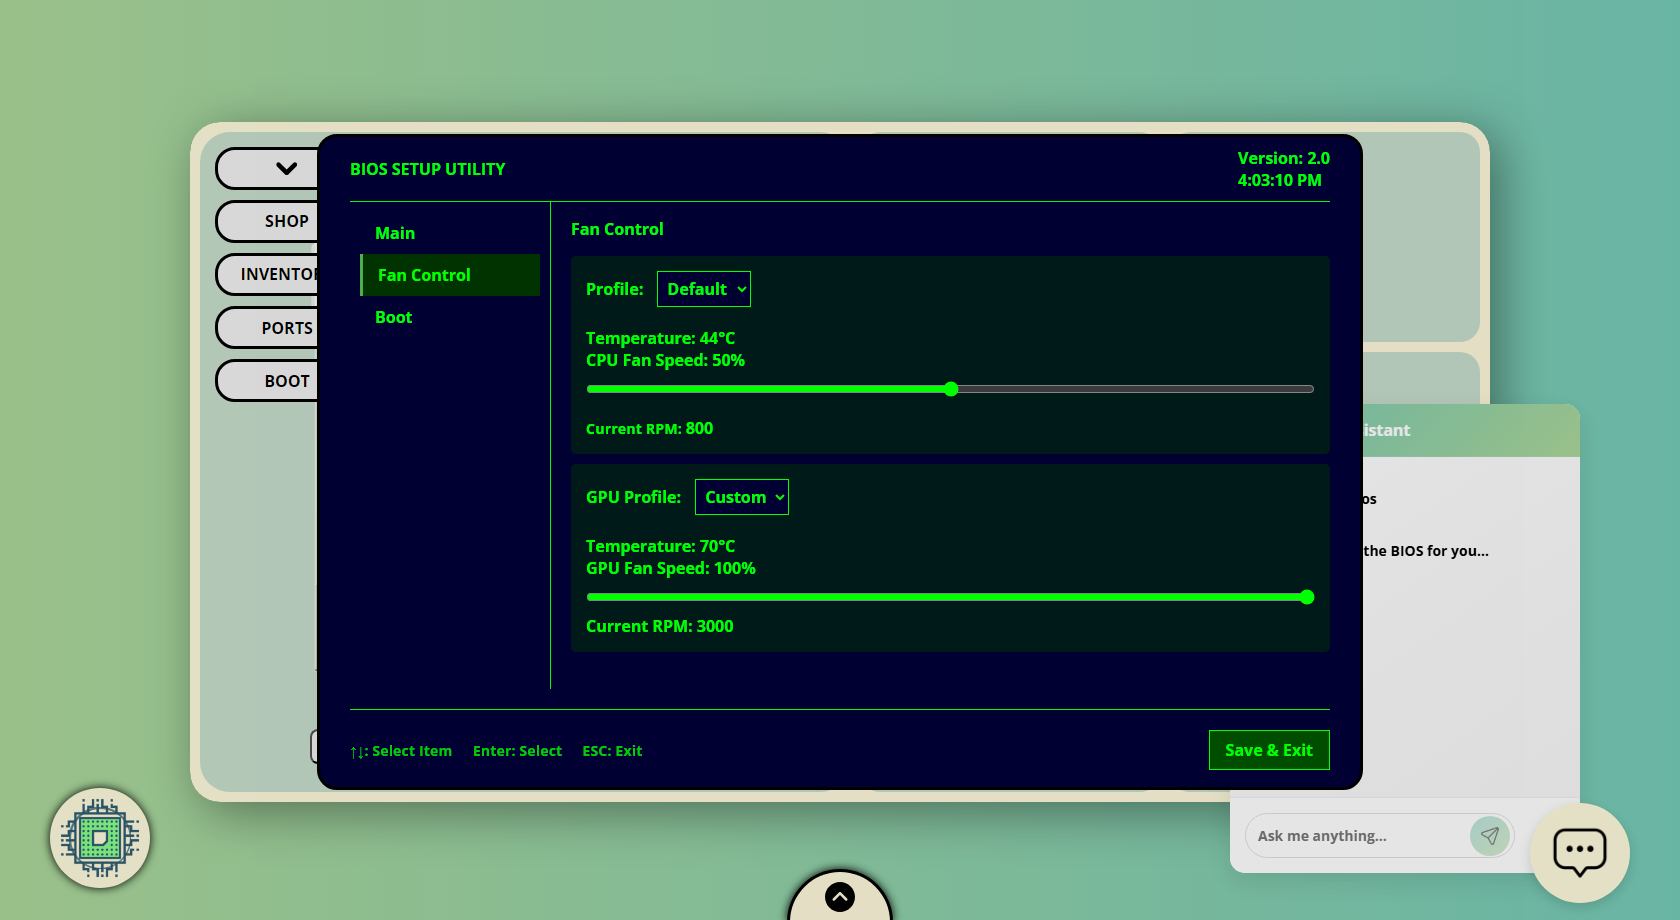 BIOS SETUP UTILITY
Version: 2.0
4:03:10 PM
SHOP
PORTS
BOOT
Main
Fan Control
Boot
Fan Control
Profile: Default
Temperature: 44°C
CPU Fan Speed: 50%
Current RPM: 800
GPU Profile: Custom
Temperature: 70°C
GPU Fan Speed: 100%
Current RPM: 3000
↑↓: Select Item Enter: Select ESC: Exit
Save & Exit
the BIOS for you...
Ask me anything...